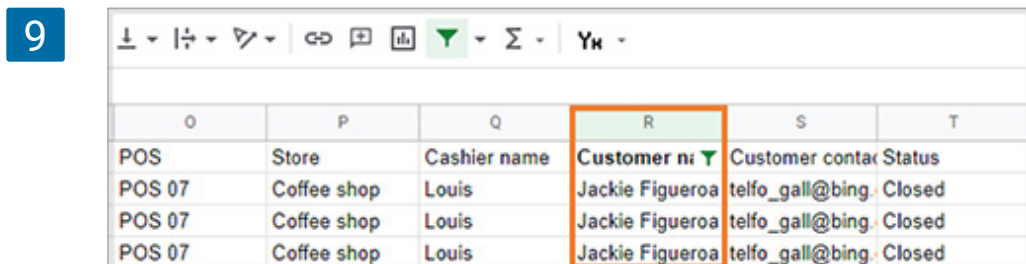 9
Σ
Yʜ
O P Q R S T
POS Store Cashier name Customer na Customer contac Status
POS 07 Coffee shop Louis Jackie Figueroa telfo_gall@bing. Closed
POS 07 Coffee shop Louis Jackie Figueroa telfo_gall@bing. Closed
POS 07 Coffee shop Louis Jackie Figueroa telfo_gall@bing. Closed